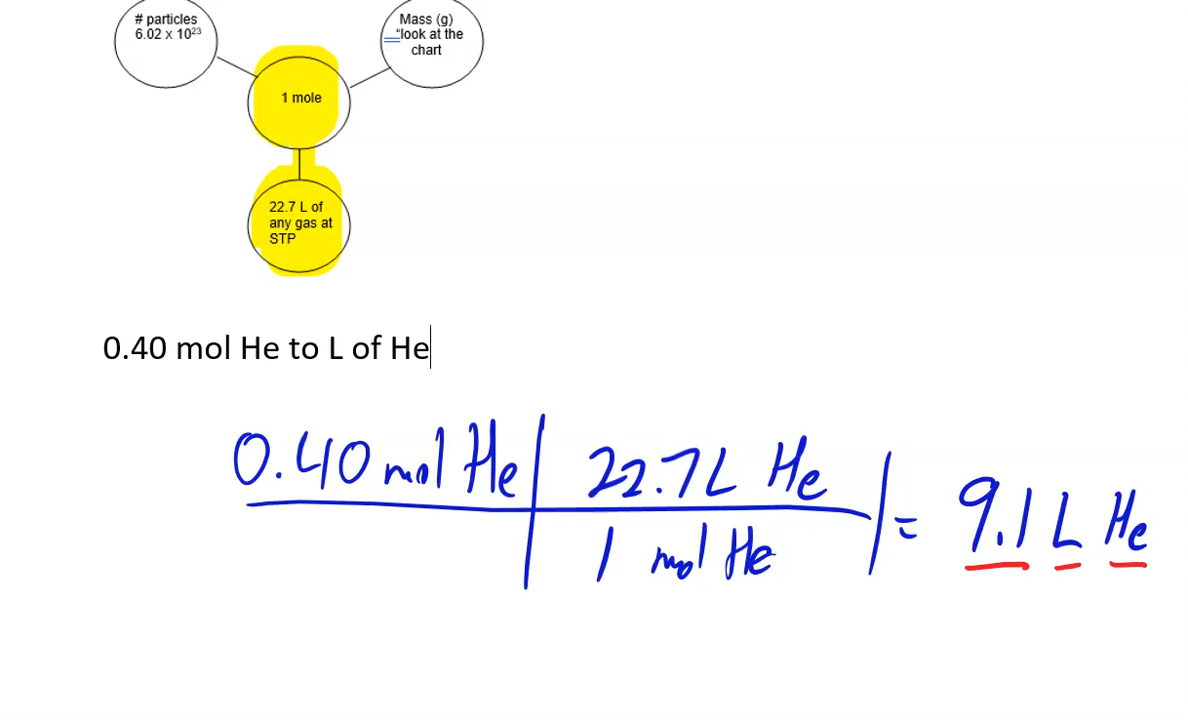 # particles
6.02 x 10²³
Mass (g)
"look at the
chart
1 mole
22.7 L of
any gas at
STP
0.40 mol He to L of He
0.40 mol He | 22.7 L He | = 9.1 L He
1 mol He